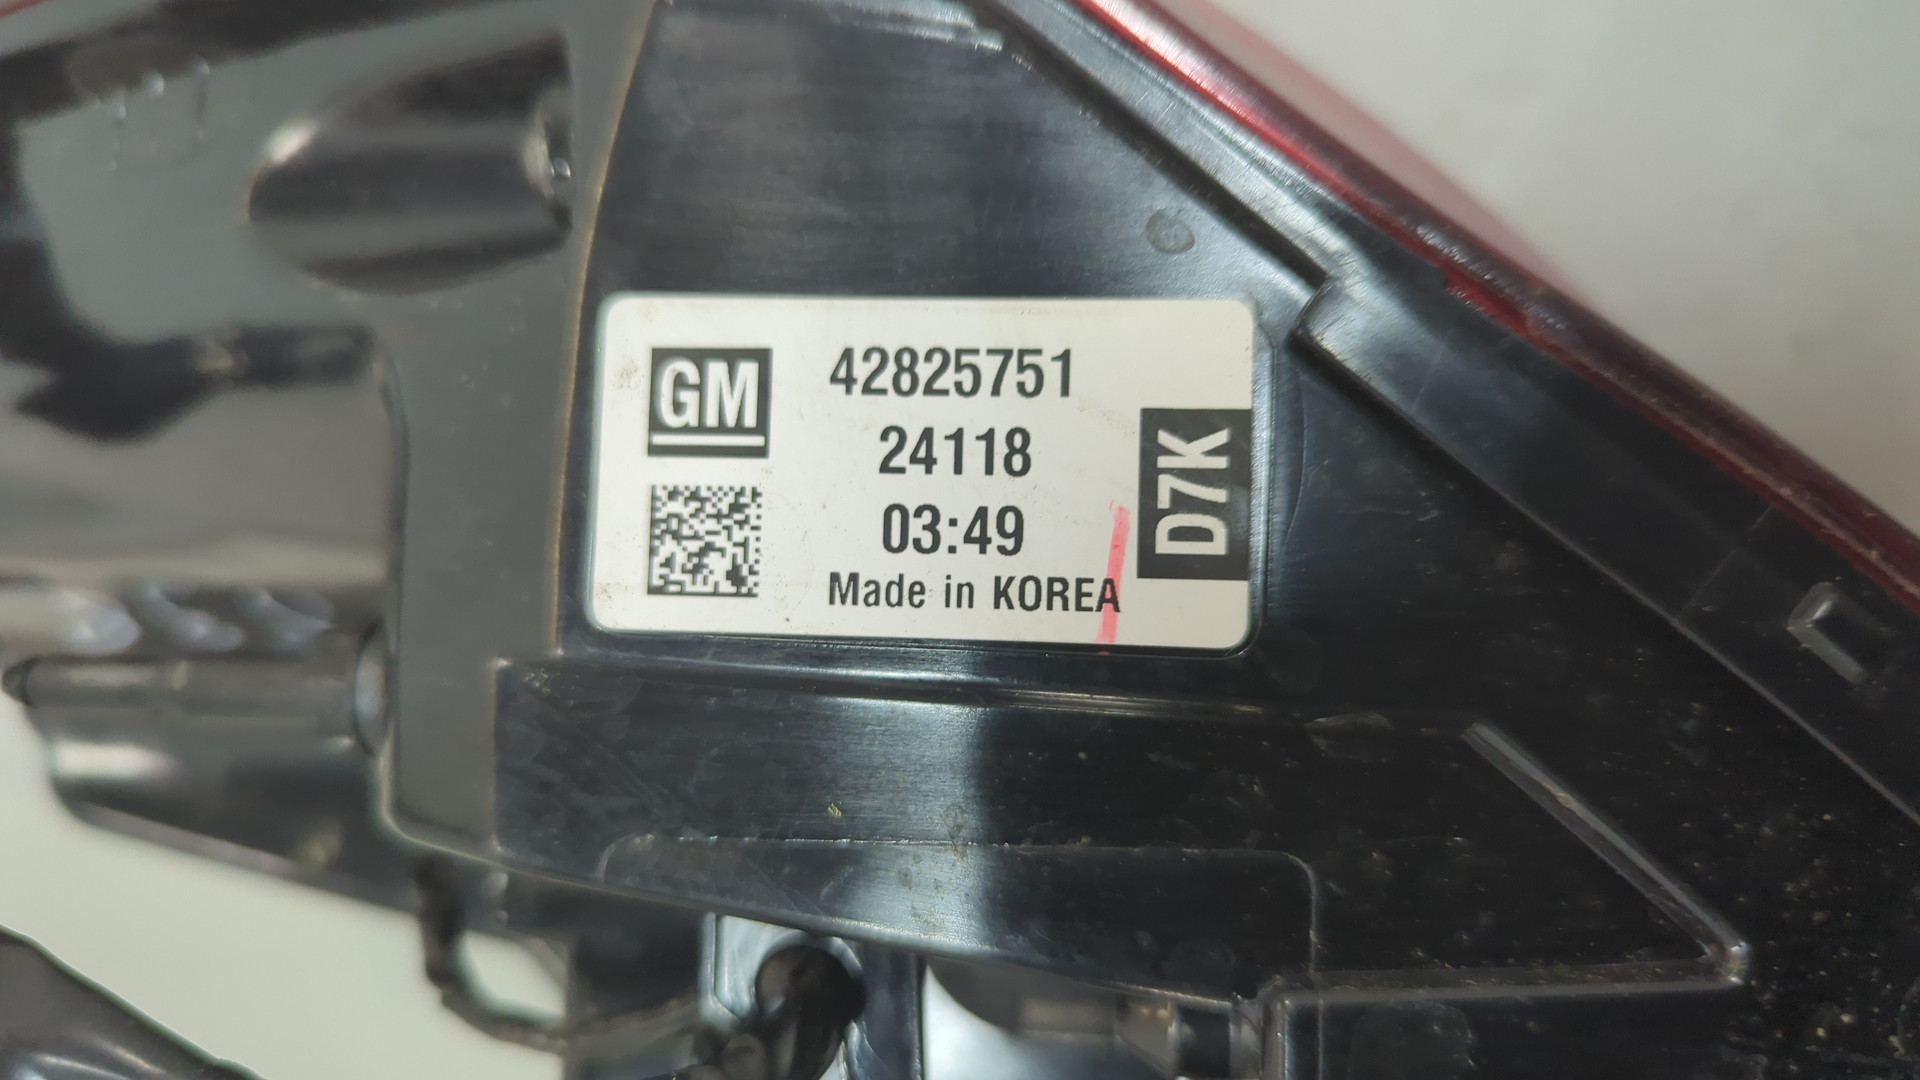 GM
42825751
24118
03:49
Made in KOREA
D7K